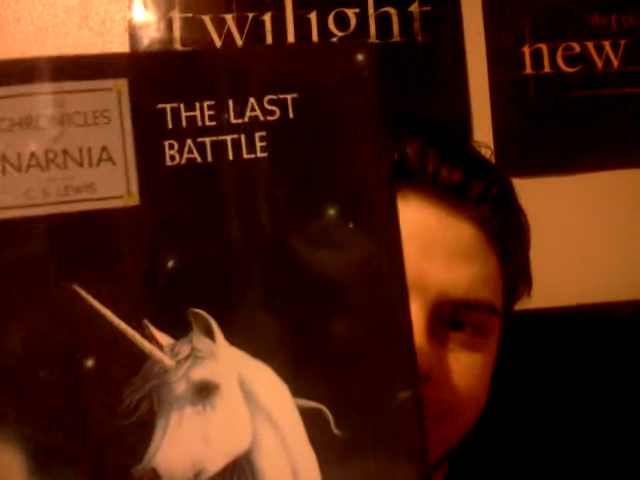 twilight
new
CHRONICLES
NARNIA
C. S. LEWIS
THE LAST
BATTLE